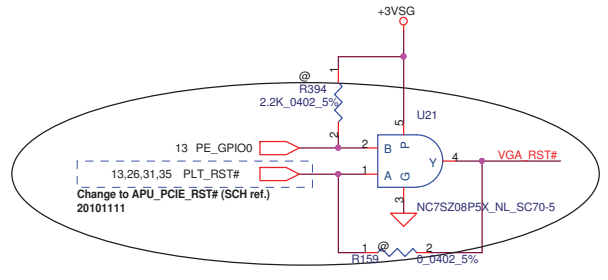 +3VSG
@
R394
2.2K_0402_5%
1
2
U21
5
13 PE_GPIO0
2
B
P
Y
4
VGA_RST#
13,26,31,35 PLT_RST#
1
A
G
3
Change to APU_PCIE_RST# (SCH ref.)
20101111
NC7SZ08P5X_NL_SC70-5
1
@
2
R159
0_0402_5%